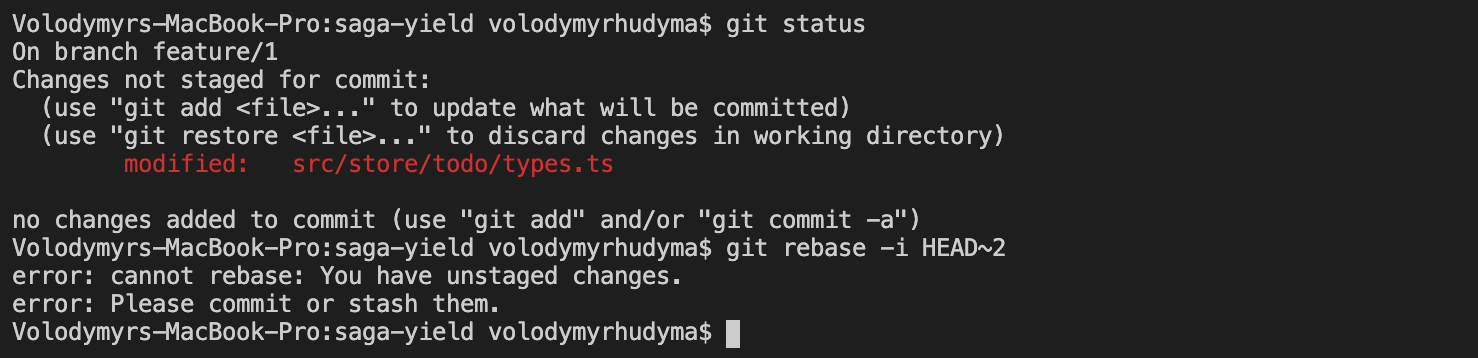 Volodymyrs-MacBook-Pro:saga-yield volodymyrhudyma$ git status
On branch feature/1
Changes not staged for commit:
  (use "git add <file>..." to update what will be committed)
  (use "git restore <file>..." to discard changes in working directory)
        modified:   src/store/todo/types.ts

no changes added to commit (use "git add" and/or "git commit -a")
Volodymyrs-MacBook-Pro:saga-yield volodymyrhudyma$ git rebase -i HEAD~2
error: cannot rebase: You have unstaged changes.
error: Please commit or stash them.
Volodymyrs-MacBook-Pro:saga-yield volodymyrhudyma$